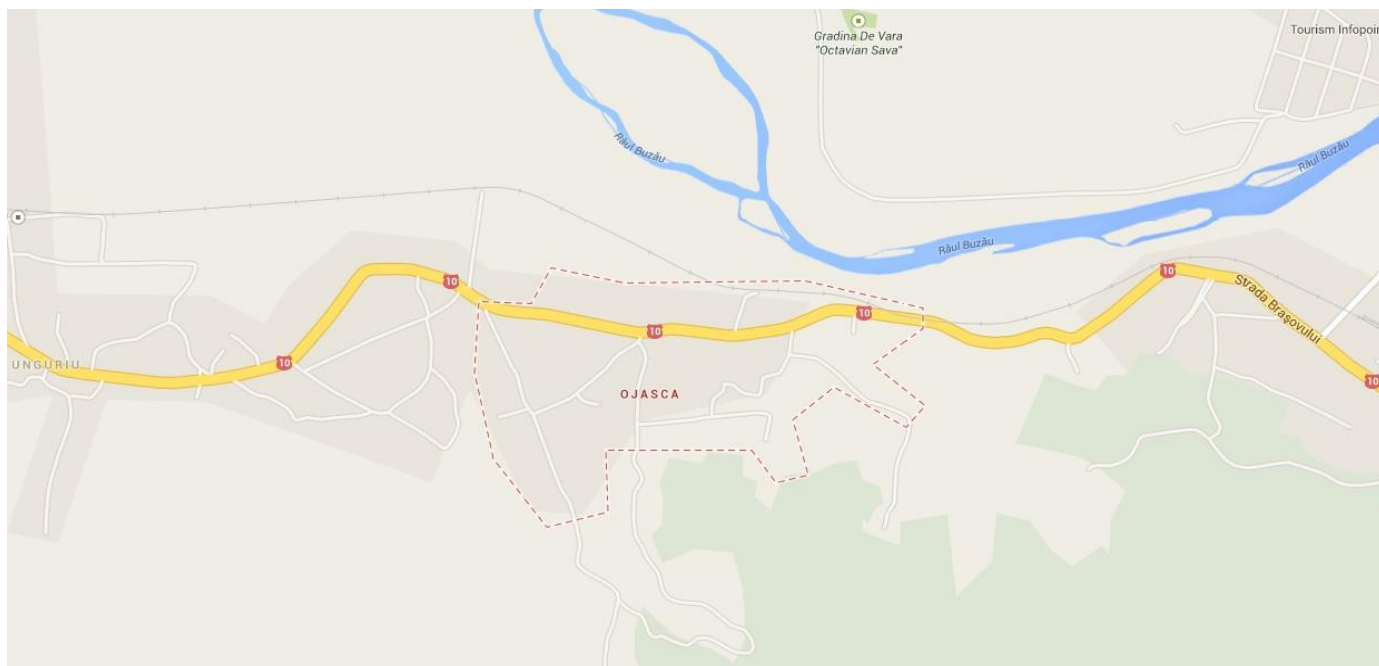 Gradina De Vara
"Octavian Sava"
Tourism Infopoin
Râul Buzău
Râul Buzău
Râul Buzău
10
10
Strada Brașovului
10
10
10
UNGURIU
10
OJASCA